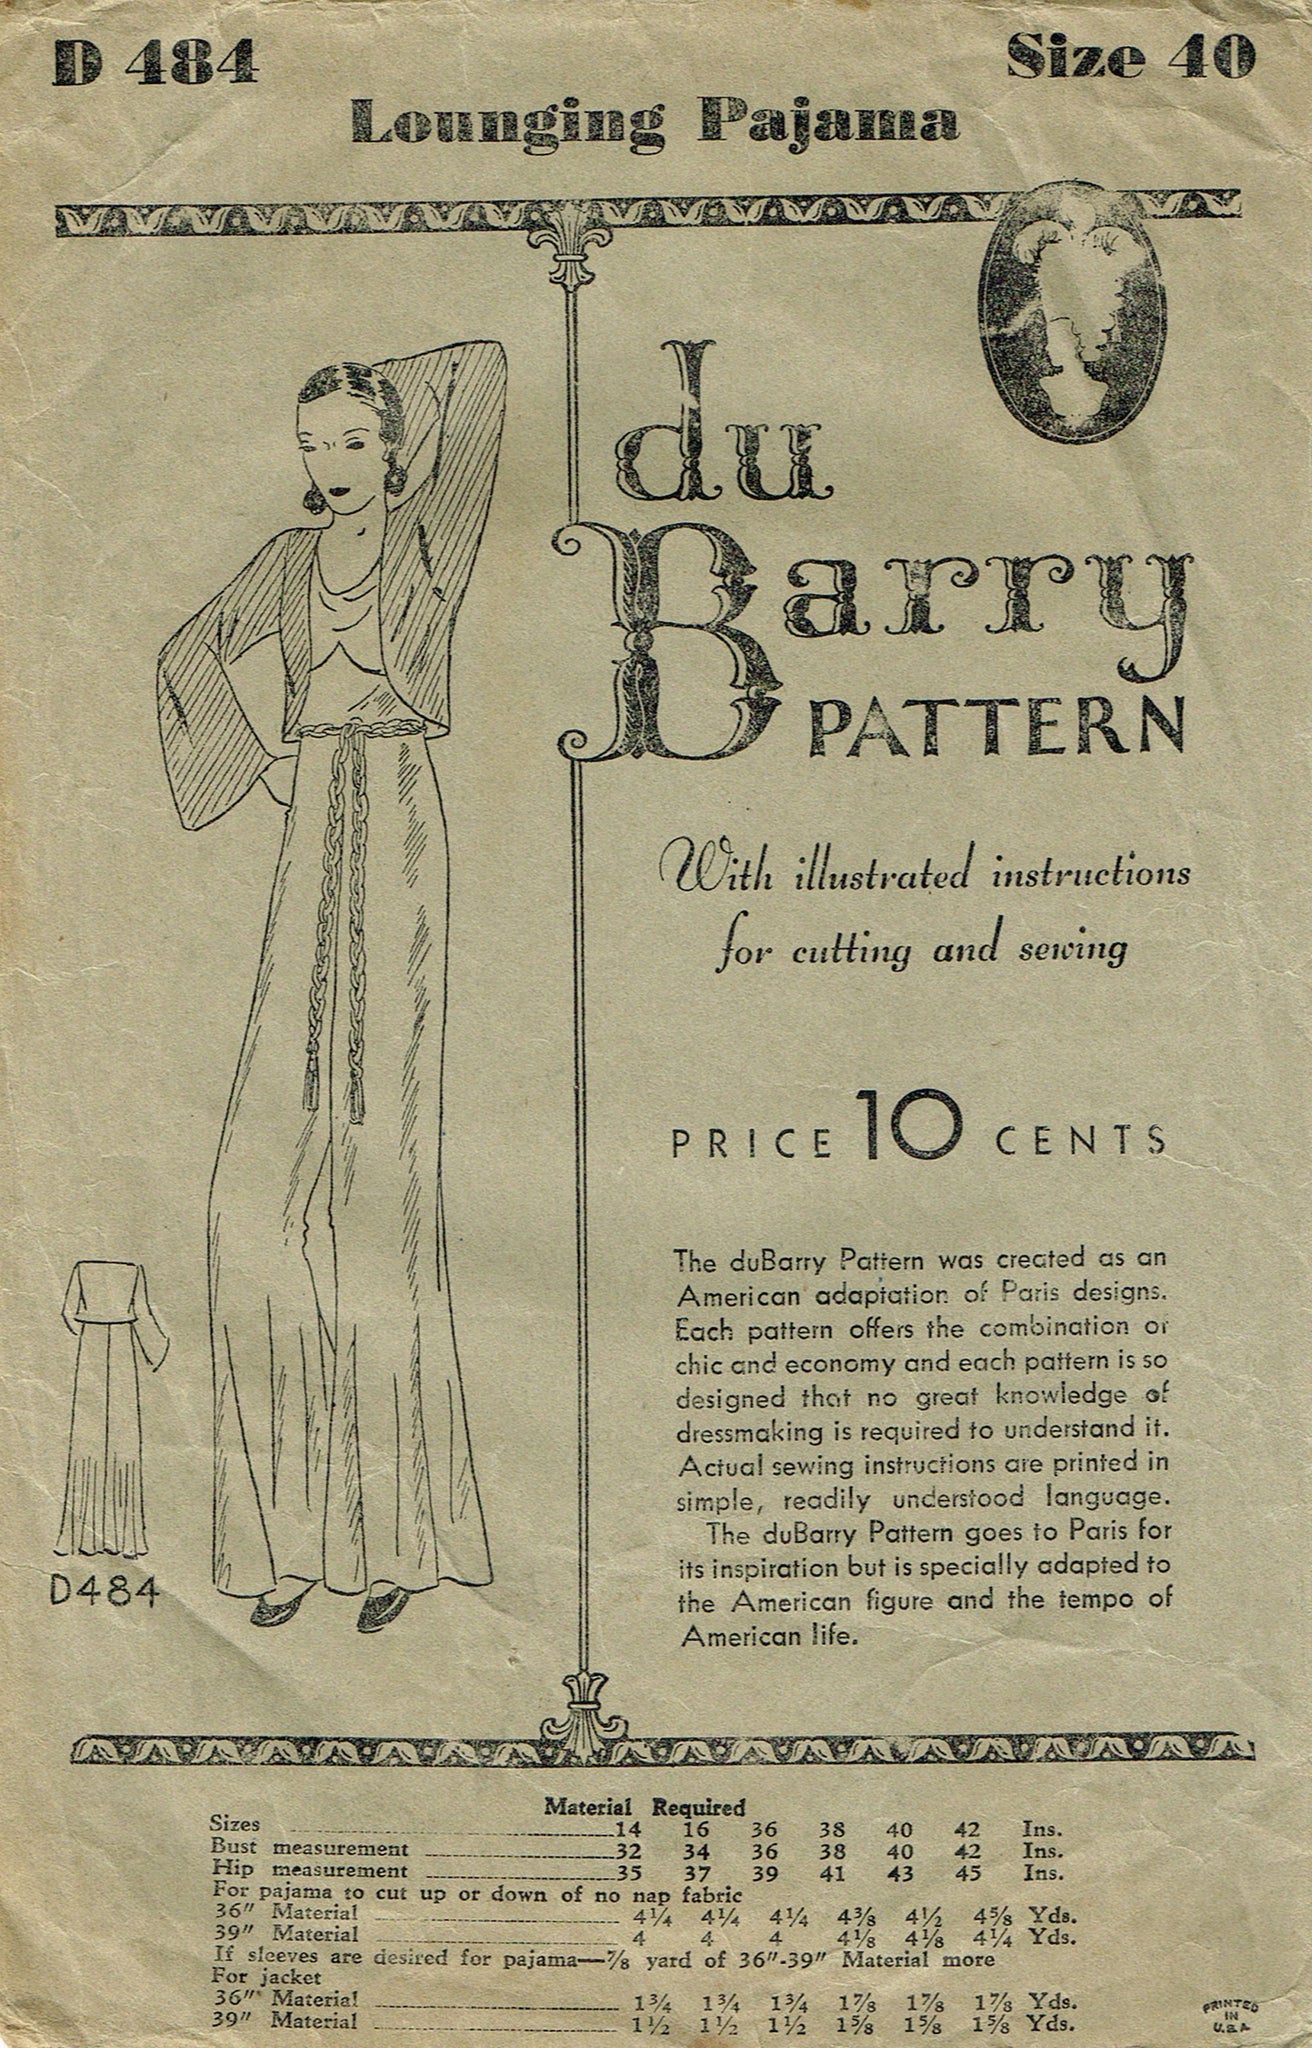 D 484
Size 40
Lounging Pajama
du
Barry
PATTERN
With illustrated instructions
for cutting and sewing
PRICE 10 CENTS
The duBarry Pattern was created as an
American adaptation of Paris designs.
Each pattern offers the combination of
chic and economy and each pattern is so
designed that no great knowledge of
dressmaking is required to understand it.
Actual sewing instructions are printed in
simple, readily understood language.
The duBarry Pattern goes to Paris for
its inspiration but is specially adapted to
the American figure and the tempo of
American life.
D484
Material Required
Sizes 14 16 36 38 40 42 Ins.
Bust measurement 32 34 36 38 40 42 Ins.
Hip measurement 35 37 39 41 43 45 Ins.
For pajama to cut up or down of no nap fabric
36" Material 4¼ 4¼ 4¼ 4⅜ 4½ 4⅝ Yds.
39" Material 4 4 4 4⅛ 4⅛ 4¼ Yds.
If sleeves are desired for pajama—⅞ yard of 36"-39" Material more
For jacket
36" Material 1¾ 1¾ 1¾ 1⅞ 1⅞ 1⅞ Yds.
39" Material 1½ 1½ 1½ 1⅝ 1⅝ 1⅝ Yds.
PRINTED
IN
U.S.A